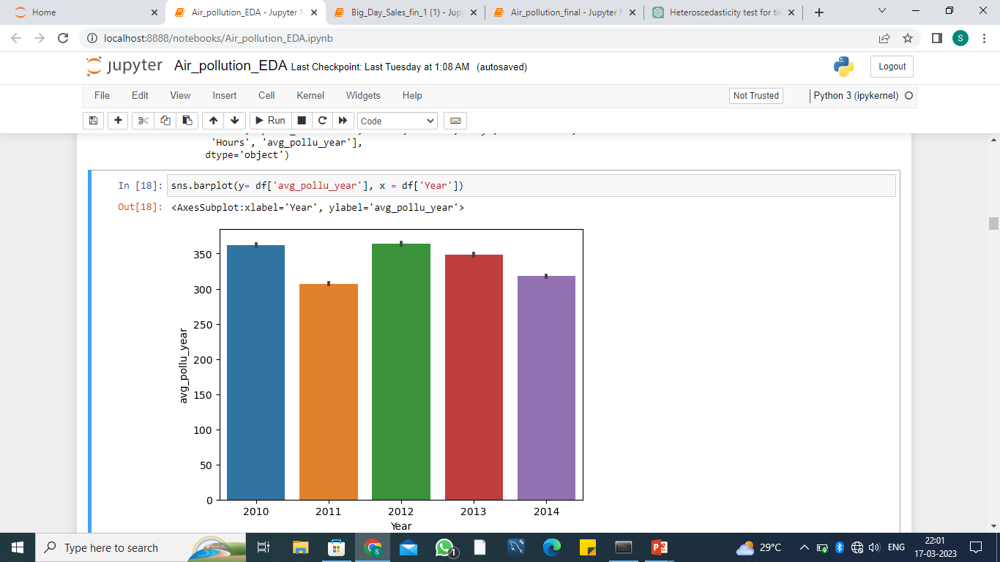 Home
Air_pollution_EDA - Jupyter N
Big_Day_Sales_fin_1 (1) - Jup
Air_pollution_final - Jupyter
Heteroscedasticity test for ti
localhost:8888/notebooks/Air_pollution_EDA.ipynb
S
jupyter Air_pollution_EDA Last Checkpoint: Last Tuesday at 1:08 AM (autosaved)
Logout
File Edit View Insert Cell Kernel Widgets Help
Not Trusted
Python 3 (ipykernel)
Run
Code
'Hours', 'avg_pollu_year'],
dtype='object')
In [18]: sns.barplot(y= df['avg_pollu_year'], x = df['Year'])
Out[18]: <AxesSubplot:xlabel='Year', ylabel='avg_pollu_year'>
350
300
250
200
150
100
50
0
avg_pollu_year
2010 2011 2012 2013 2014
Year
Type here to search
1
29°C
ENG
22:01
17-03-2023